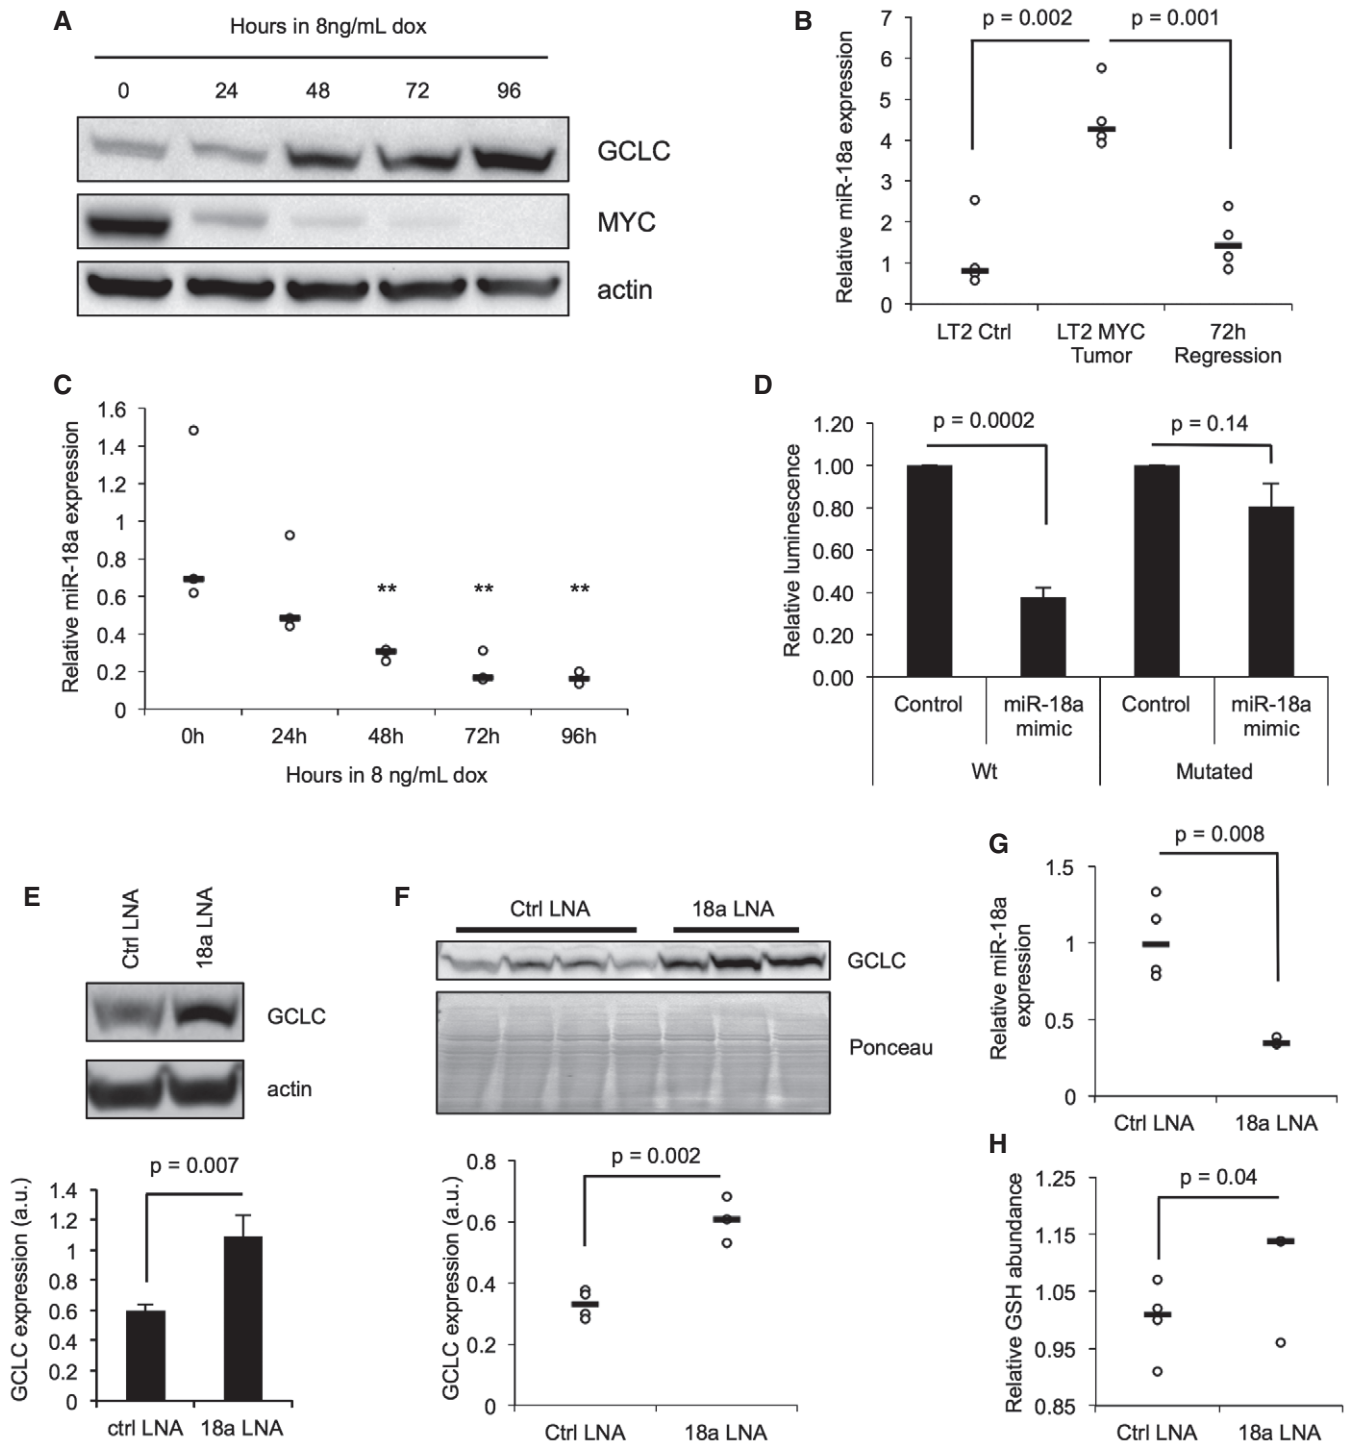 A
Hours in 8ng/mL dox
0 24 48 72 96
GCLC
MYC
actin
B
p = 0.002 p = 0.001
Relative miR-18a expression
7
6
5
4
3
2
1
0
LT2 Ctrl LT2 MYC Tumor 72h Regression
C
Relative miR-18a expression
1.6
1.4
1.2
1
0.8
0.6
0.4
0.2
0
** ** **
0h 24h 48h 72h 96h
Hours in 8 ng/mL dox
D
p = 0.0002 p = 0.14
Relative luminescence
1.20
1.00
0.80
0.60
0.40
0.20
0.00
Control miR-18a mimic Control miR-18a mimic
Wt Mutated
E
Ctrl LNA 18a LNA
GCLC
actin
p = 0.007
GCLC expression (a.u.)
1.4
1.2
1
0.8
0.6
0.4
0.2
0
ctrl LNA 18a LNA
F
Ctrl LNA 18a LNA
GCLC
Ponceau
p = 0.002
GCLC expression (a.u.)
0.8
0.6
0.4
0.2
0
Ctrl LNA 18a LNA
G
p = 0.008
Relative miR-18a
expression
1.5
1
0.5
0
Ctrl LNA 18a LNA
H
p = 0.04
Relative GSH abundance
1.25
1.15
1.05
0.95
0.85
Ctrl LNA 18a LNA